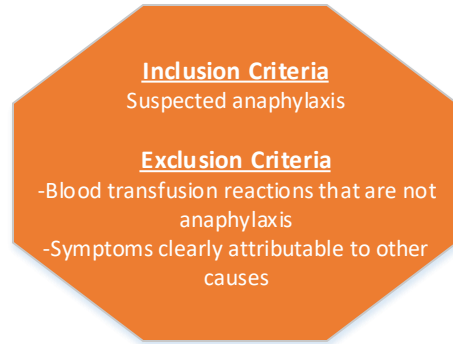 Inclusion Criteria
Suspected anaphylaxis
Exclusion Criteria
-Blood transfusion reactions that are not
anaphylaxis
-Symptoms clearly attributable to other
causes